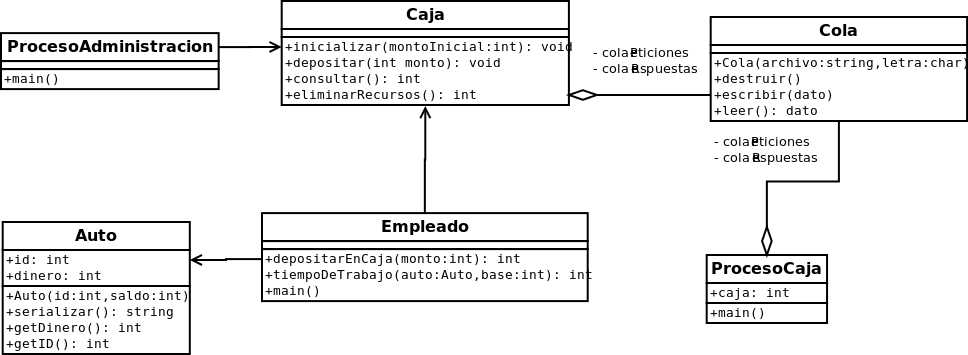 ProcesoAdministracion
+main()
Caja
+inicializar(montoInicial:int): void
+depositar(int monto): void
+consultar(): int
+eliminarRecursos(): int
- colaPeticiones
- colaRespuestas
Cola
+Cola(archivo:string,letra:char)
+destruir()
+escribir(dato)
+leer(): dato
- colaPeticiones
- colaRespuestas
Auto
+id: int
+dinero: int
+Auto(id:int,saldo:int)
+serializar(): string
+getDinero(): int
+getID(): int
Empleado
+depositarEnCaja(monto:int): int
+tiempoDeTrabajo(auto:Auto,base:int): int
+main()
ProcesoCaja
+caja: int
+main()